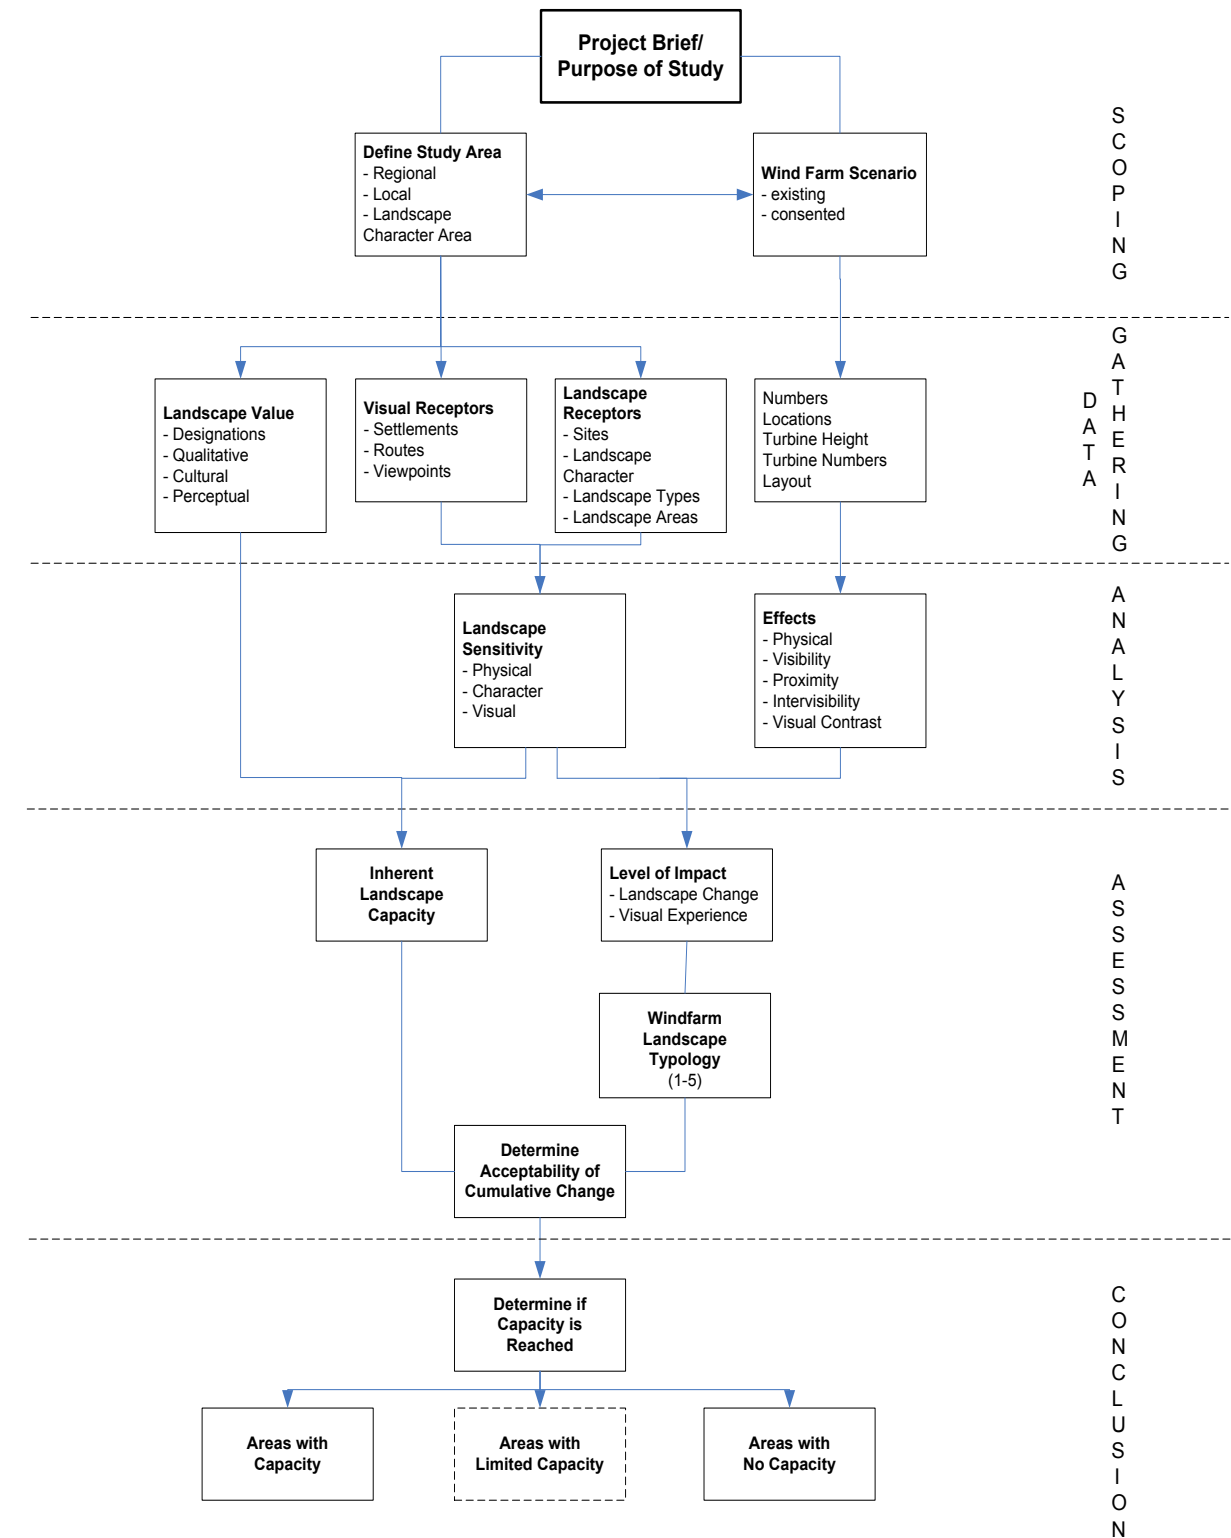 Project Brief/
Purpose of Study
SCOPING
Define Study Area
- Regional
- Local
- Landscape
Character Area
Wind Farm Scenario
- existing
- consented
DATA
GATHERING
Landscape Value
- Designations
- Qualitative
- Cultural
- Perceptual
Visual Receptors
- Settlements
- Routes
- Viewpoints
Landscape
Receptors
- Sites
- Landscape
Character
- Landscape Types
- Landscape Areas
Numbers
Locations
Turbine Height
Turbine Numbers
Layout
ANALYSIS
Landscape
Sensitivity
- Physical
- Character
- Visual
Effects
- Physical
- Visibility
- Proximity
- Intervisibility
- Visual Contrast
ASSESSMENT
Inherent
Landscape
Capacity
Level of Impact
- Landscape Change
- Visual Experience
Windfarm
Landscape
Typology
(1-5)
Determine
Acceptability of
Cumulative Change
CONCLUSION
Determine if
Capacity is
Reached
Areas with
Capacity
Areas with
Limited Capacity
Areas with
No Capacity